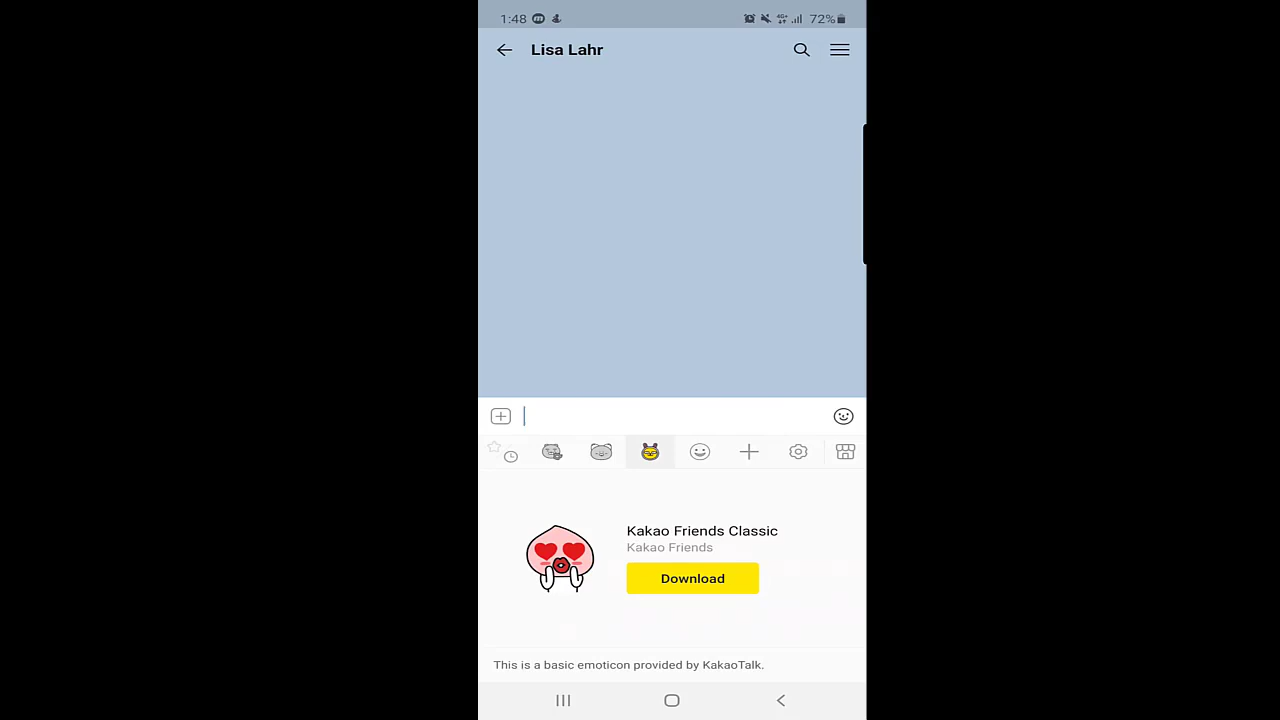 1:48
72%
Lisa Lahr
Kakao Friends Classic
Kakao Friends
Download
This is a basic emoticon provided by KakaoTalk.